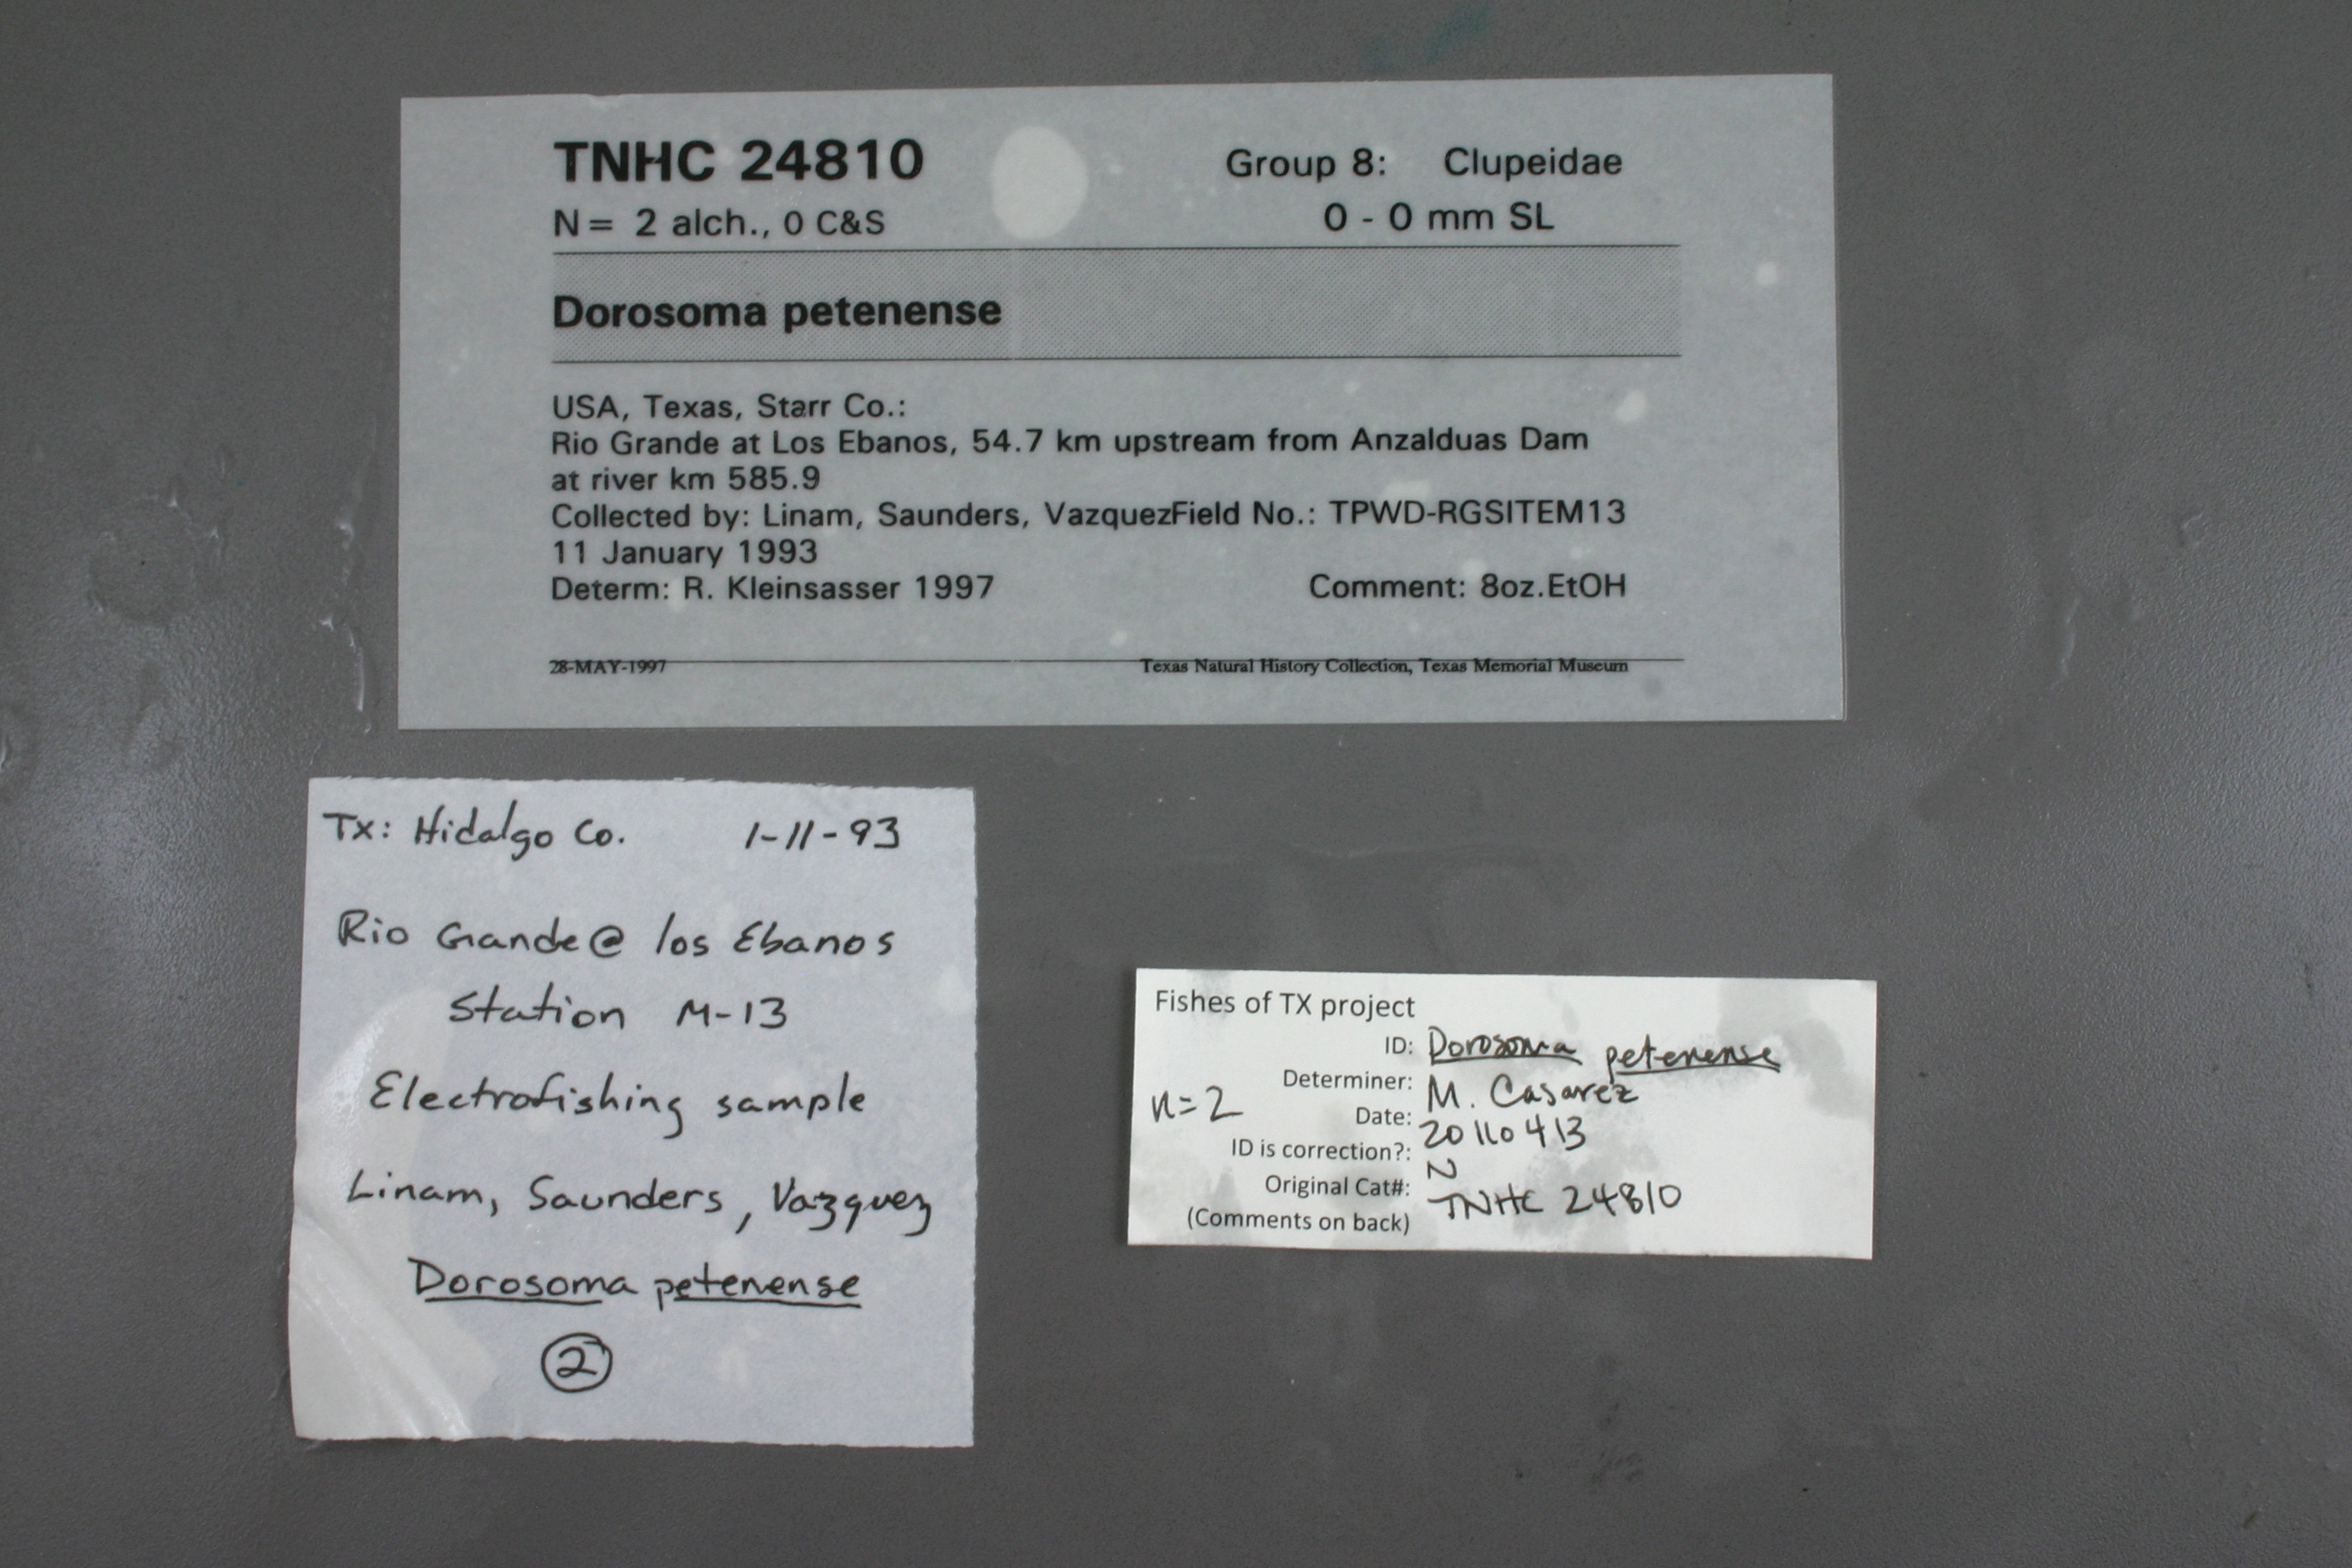 TNHC 24810 Group 8: Clupeidae
N = 2 alch., 0 C&S 0 - 0 mm SL
Dorosoma petenense
USA, Texas, Starr Co.:
Rio Grande at Los Ebanos, 54.7 km upstream from Anzalduas Dam
at river km 585.9
Collected by: Linam, Saunders, VazquezField No.: TPWD-RGSITEM13
11 January 1993
Determ: R. Kleinsasser 1997 Comment: 8oz.EtOH
28-MAY-1997 Texas Natural History Collection, Texas Memorial Museum
Tx: Hidalgo Co. 1-11-93
Rio Grande @ los Ebanos
Station M-13
Electrofishing sample
Linam, Saunders, Vazquez
Dorosoma petenense
2
Fishes of TX project
ID: Dorosoma petenense
Determiner: M. Casarez
n=2
Date: 20110413
ID is correction?: N
Original Cat#: TNHC 24810
(Comments on back)